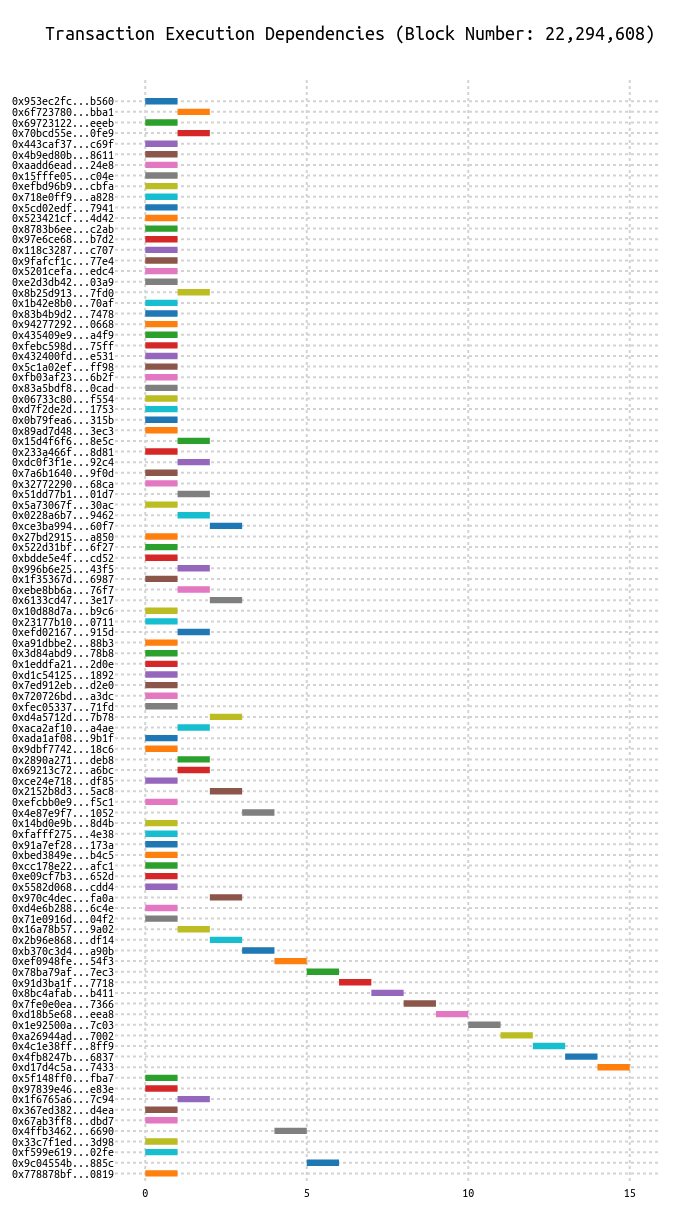 Transaction Execution Dependencies (Block Number: 22,294,608)
0x953ec2fc...b560
0x6f723780...bba1
0x69723122...eeeb
0x70bcd55e...0fe9
0x443caf37...c69f
0x4b9ed80b...8611
0xaadd6ead...24e8
0x15fffe05...c04e
0xefbd96b9...cbfa
0x718e0ff9...a828
0x5cd02edf...7941
0x523421cf...4d42
0x8783b6ee...c2ab
0x97e6ce68...b7d2
0x118c3287...c707
0x9fafcf1c...77e4
0x5201cefa...edc4
0xe2d3db42...03a9
0x8b25d913...7fd0
0x1b42e8b0...70af
0x83b4b9d2...7478
0x94277292...0668
0x435409e9...a4f9
0xfebc598d...75ff
0x432400fd...e531
0x5c1a02ef...ff98
0xfb03af23...6b2f
0x83a5bdf8...0cad
0x06733c80...f554
0xd7f2de2d...1753
0x0b79fea6...315b
0x89ad7d48...3ec3
0x15d4f6f6...8e5c
0x233a466f...8d81
0xdc0f3f1e...92c4
0x7a6b1640...9f0d
0x32772290...68ca
0x51dd77b1...01d7
0x5a73067f...30ac
0x0228a6b7...9462
0xce3ba994...60f7
0x27bd2915...a850
0x522d31bf...6f27
0xbdde5e4f...cd52
0x996b6e25...43f5
0x1f35367d...6987
0xebe8bb6a...76f7
0x6133cd47...3e17
0x10d88d7a...b9c6
0x23177b10...0711
0xefd02167...915d
0xa91dbbe2...88b3
0x3d84abd9...78b8
0x1eddfa21...2d0e
0xd1c54125...1892
0x7ed912eb...d2e0
0x720726bd...a3dc
0xfec05337...71fd
0xd4a5712d...7b78
0xaca2af10...a4ae
0xada1af08...9b1f
0x9dbf7742...18c6
0x2890a271...deb8
0x69213c72...a6bc
0xce24e718...df85
0x2152b8d3...5ac8
0xefcbb0e9...f5c1
0x4e87e9f7...1052
0x14bd0e9b...8d4b
0xfafff275...4e38
0x91a7ef28...173a
0xbed3849e...b4c5
0xcc178e22...afc1
0xe09cf7b3...652d
0x5582d068...cdd4
0x970c4dec...fa0a
0xd4e6b288...6c4e
0x71e0916d...04f2
0x16a78b57...9a02
0x2b96e868...df14
0xb370c3d4...a90b
0xef0948fe...54f3
0x78ba79af...7ec3
0x91d3ba1f...7718
0x8bc4afab...b411
0x7fe0e0ea...7366
0xd18b5e68...eea8
0x1e92500a...7c03
0xa26944ad...7002
0x4c1e38ff...8ff9
0x4fb8247b...6837
0xd17d4c5a...7433
0x5f148ff0...fba7
0x97839e46...e83e
0x1f6765a6...7c94
0x367ed382...d4ea
0x67ab3ff8...dbd7
0x4ffb3462...6690
0x33c7f1ed...3d98
0xf599e619...02fe
0x9c04554b...885c
0x778878bf...0819
0 5 10 15